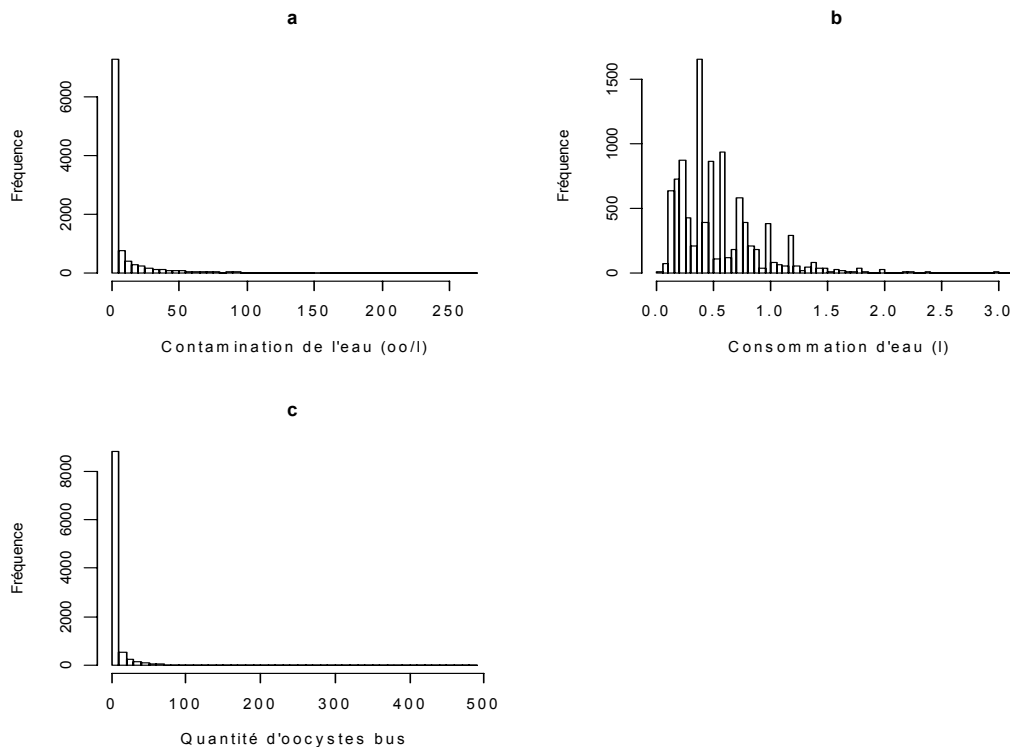 a
Fréquence
0 2000 4000 6000
0 50 100 150 200 250
Contamination de l'eau (oo/l)
b
Fréquence
0 500 1000 1500
0.0 0.5 1.0 1.5 2.0 2.5 3.0
Consommation d'eau (l)
c
Fréquence
0 2000 4000 6000 8000
0 100 200 300 400 500
Quantité d'oocystes bus